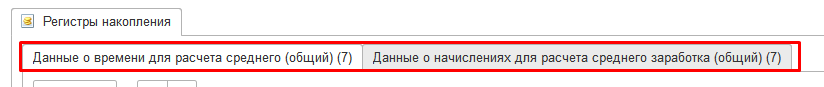 Регистры накопления
Данные о времени для расчета среднего (общий) (7) Данные о начислениях для расчета среднего заработка (общий) (7)